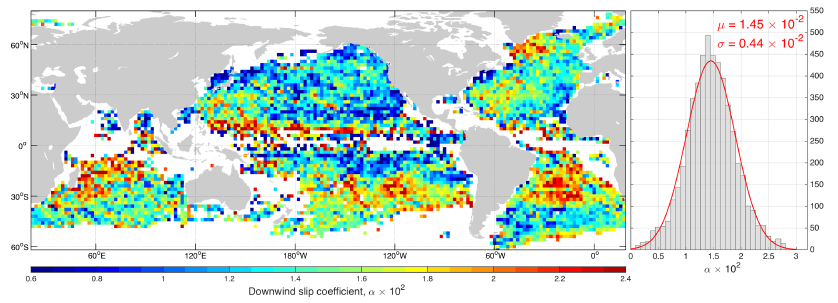 60°N
30°N
0°
30°S
60°S
60°E 120°E 180°W 120°W 60°W 0°
0.6 0.8 1 1.2 1.4 1.6 1.8 2 2.2 2.4
Downwind slip coefficient, α × 10²
μ = 1.45 × 10⁻²
σ = 0.44 × 10⁻²
550
500
450
400
350
300
250
200
150
100
50
0
0 0.5 1 1.5 2 2.5 3
α × 10²